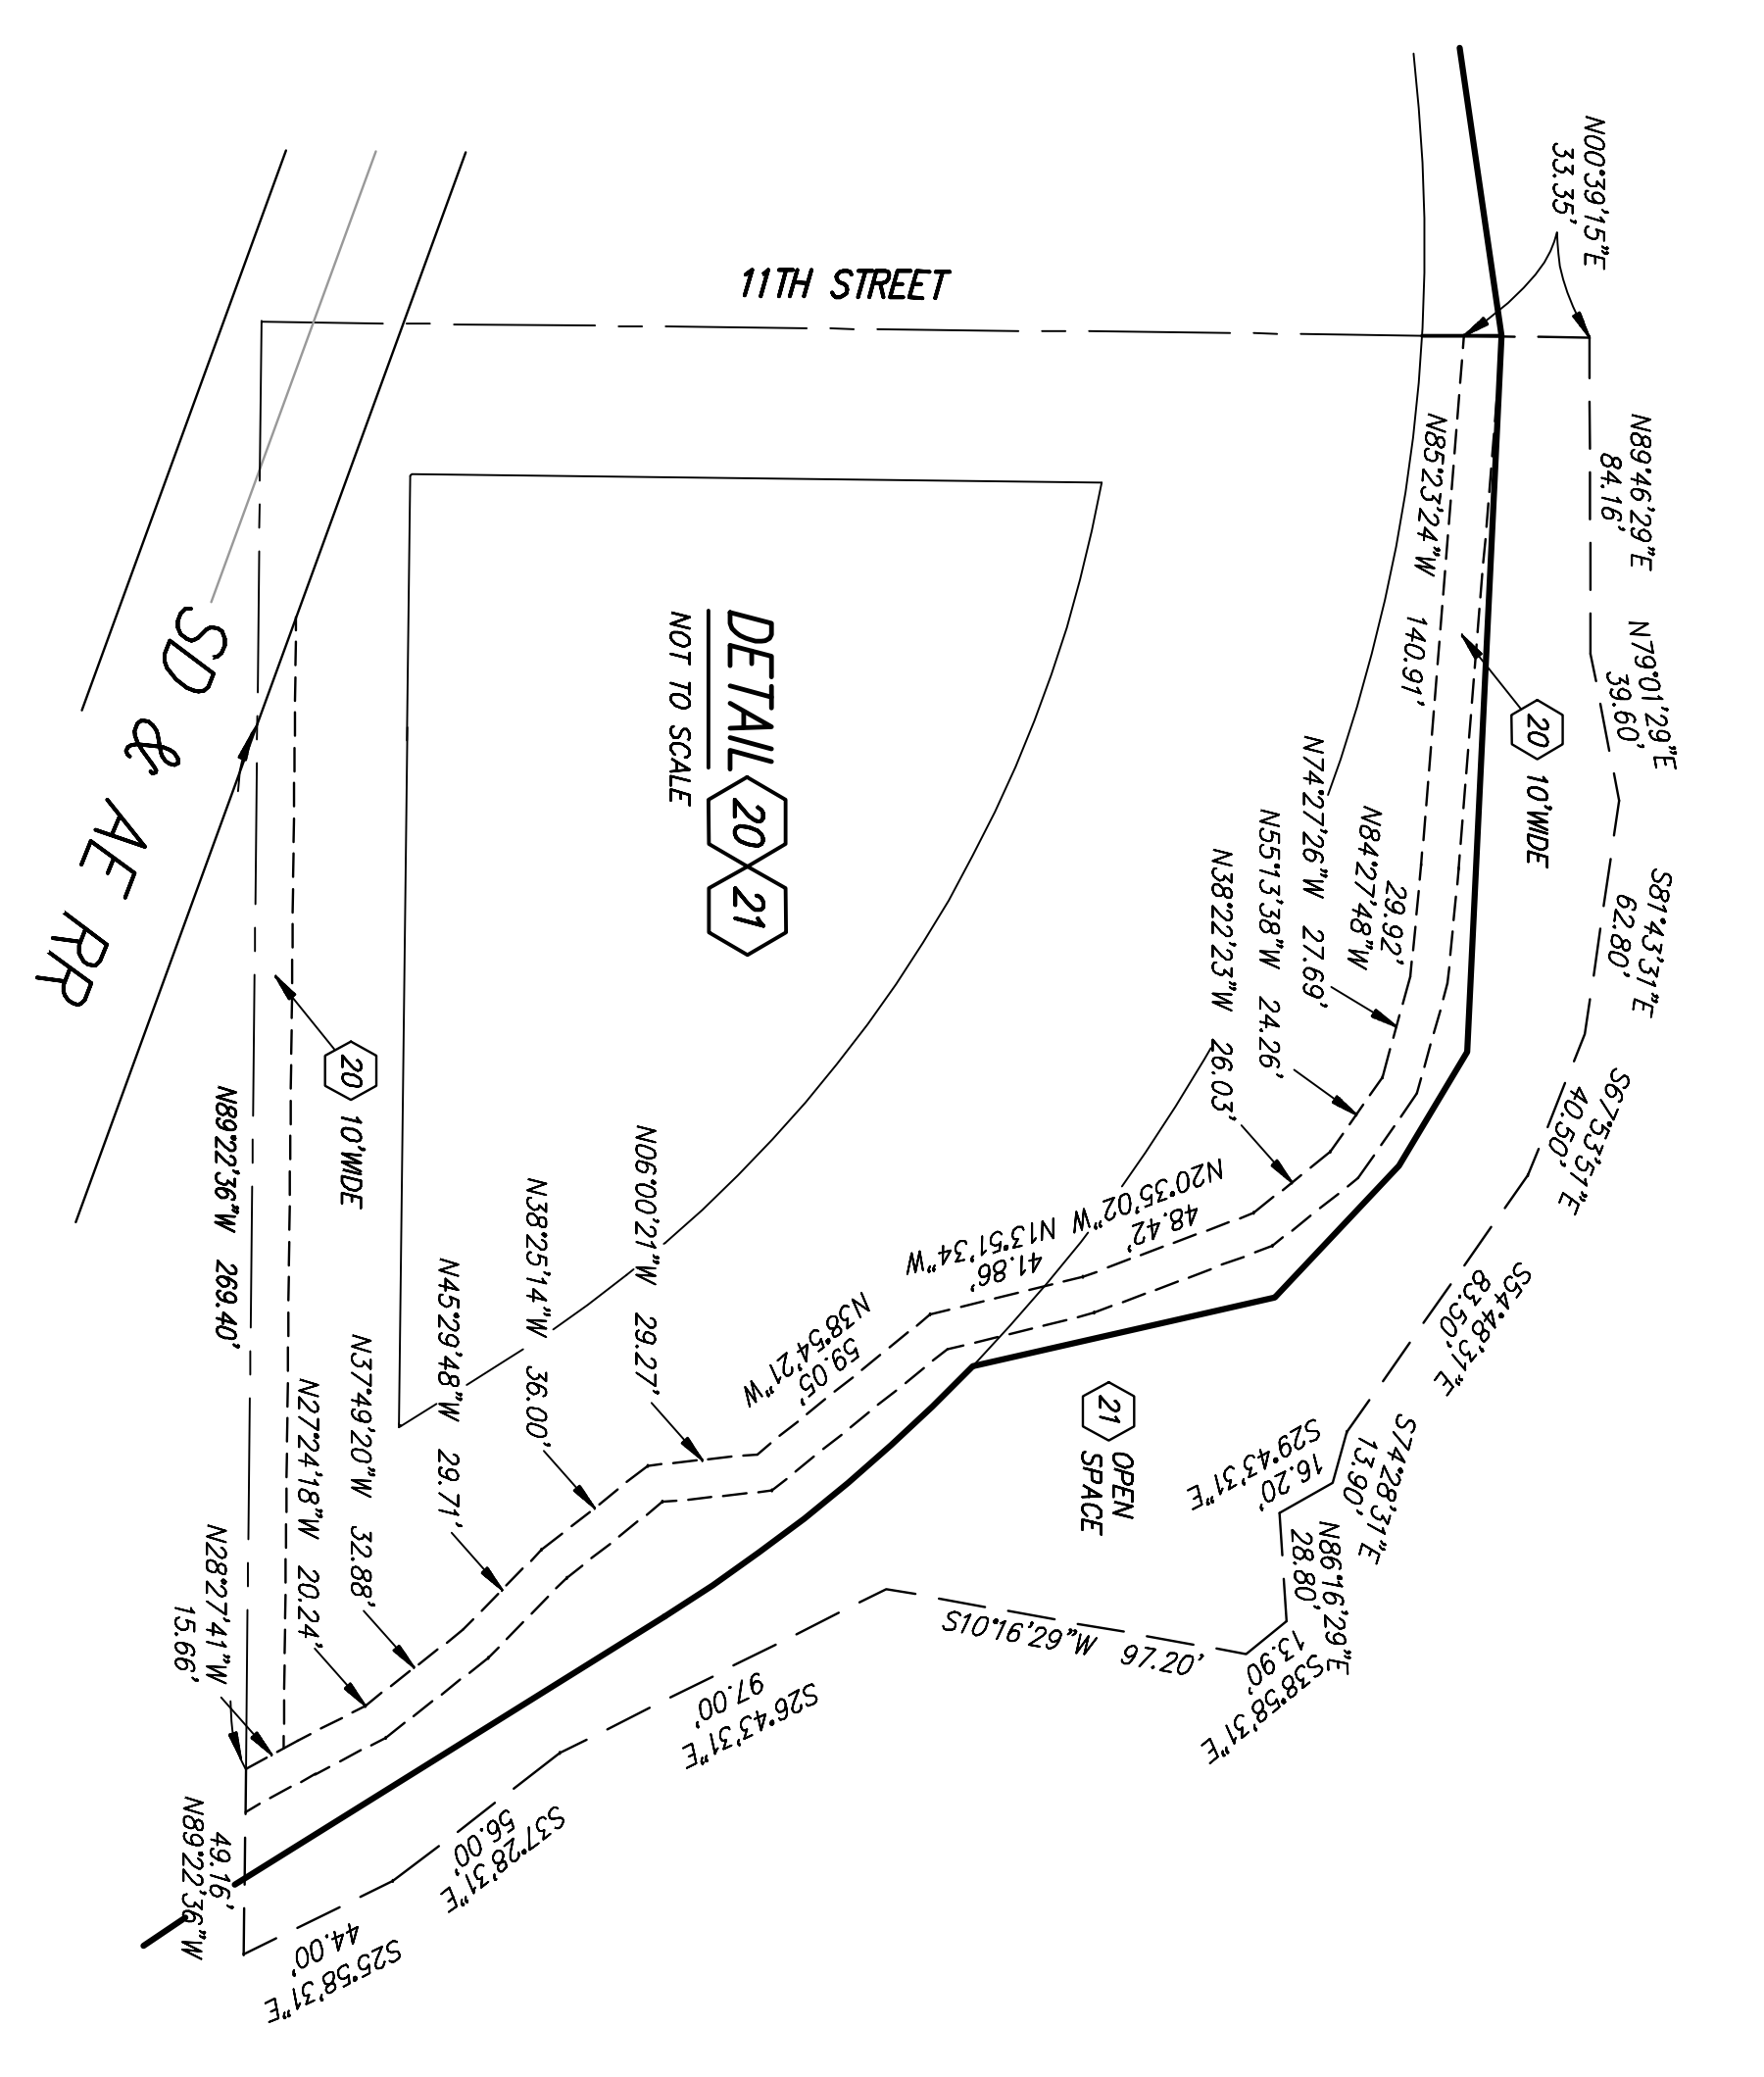 N00°39'15"E
33.35'
N89°46'29"E
84.16'
N79°01'29"E
39.60'
S81°43'31"E
62.80'
S67°53'51"E
40.50'
S54°48'31"E
83.50'
S74°28'31"E
13.90'
S29°43'31"E
16.20'
N86°16'29"E
28.80'
S38°58'31"E
13.90'
S10°16'29"W 97.20'
S26°43'31"E
97.00'
S37°28'31"E
56.00'
S25°58'31"E
44.00'
49.16'
N89°22'36"W
20 10'WIDE
N85°23'24"W 140.91'
29.92'
N84°27'48"W
N74°27'26"W 27.69'
N55°13'38"W 24.26'
N38°22'23"W 26.03'
N20°35'02"W
48.42'
N13°51'34"W
41.86'
N38°54'21"W
59.05'
21 OPEN
SPACE
11TH STREET
DETAIL 20 21
NOT TO SCALE
N06°00'21"W 29.27'
N38°25'14"W 36.00'
N45°29'48"W 29.71'
N37°49'20"W 32.88'
N27°24'18"W 20.24'
N28°27'41"W
15.66'
20 10'WIDE
N89°22'36"W 269.40'
SD & AE RR